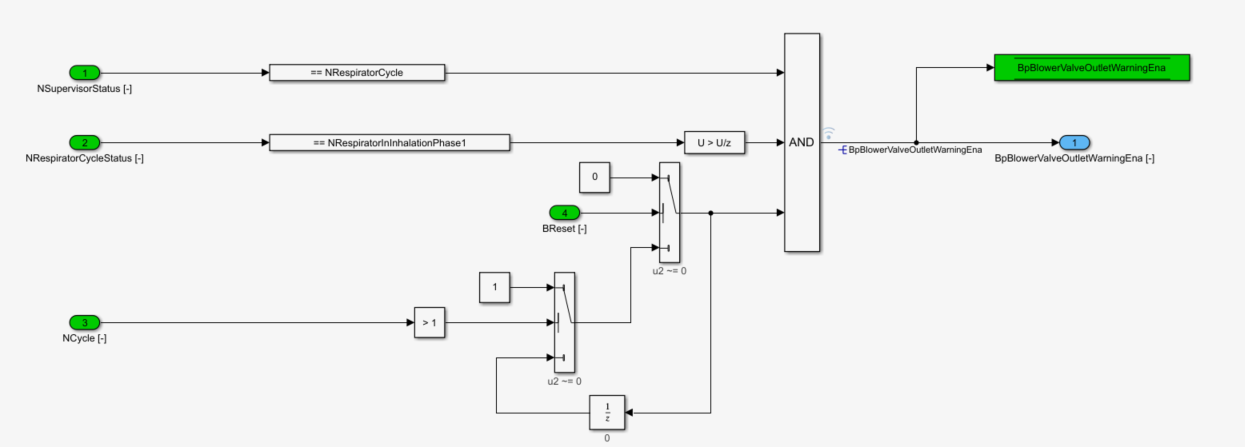 BpBlowerValveOutletWarningEna
1
== NRespiratorCycle
NSupervisorStatus [-]
2
== NRespiratorInInhalationPhase1
U > U/z
AND
BpBlowerValveOutletWarningEna
1
NRespiratorCycleStatus [-]
BpBlowerValveOutletWarningEna [-]
0
4
BReset [-]
u2 ~= 0
1
3
> 1
NCycle [-]
u2 ~= 0
1
z
0